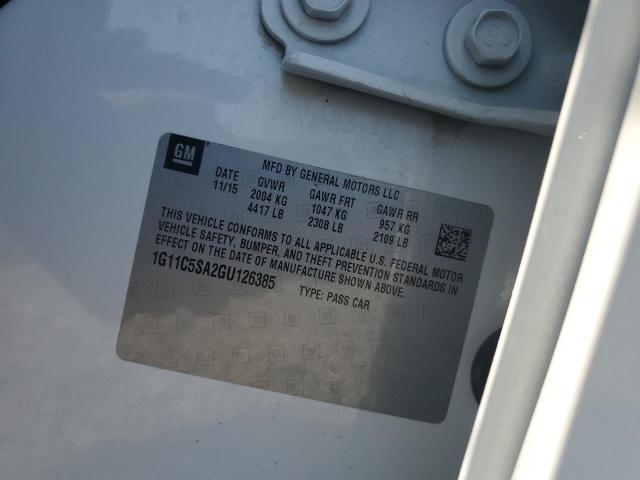 GM
MFD BY GENERAL MOTORS LLC
DATE GVWR GAWR FRT GAWR RR
11/15 2004 KG 1047 KG 957 KG
4417 LB 2308 LB 2109 LB
THIS VEHICLE CONFORMS TO ALL APPLICABLE U.S. FEDERAL MOTOR
VEHICLE SAFETY, BUMPER, AND THEFT PREVENTION STANDARDS IN
EFFECT ON THE DATE OF MANUFACTURE SHOWN ABOVE.
1G11C5SA2GU126385 TYPE: PASS CAR